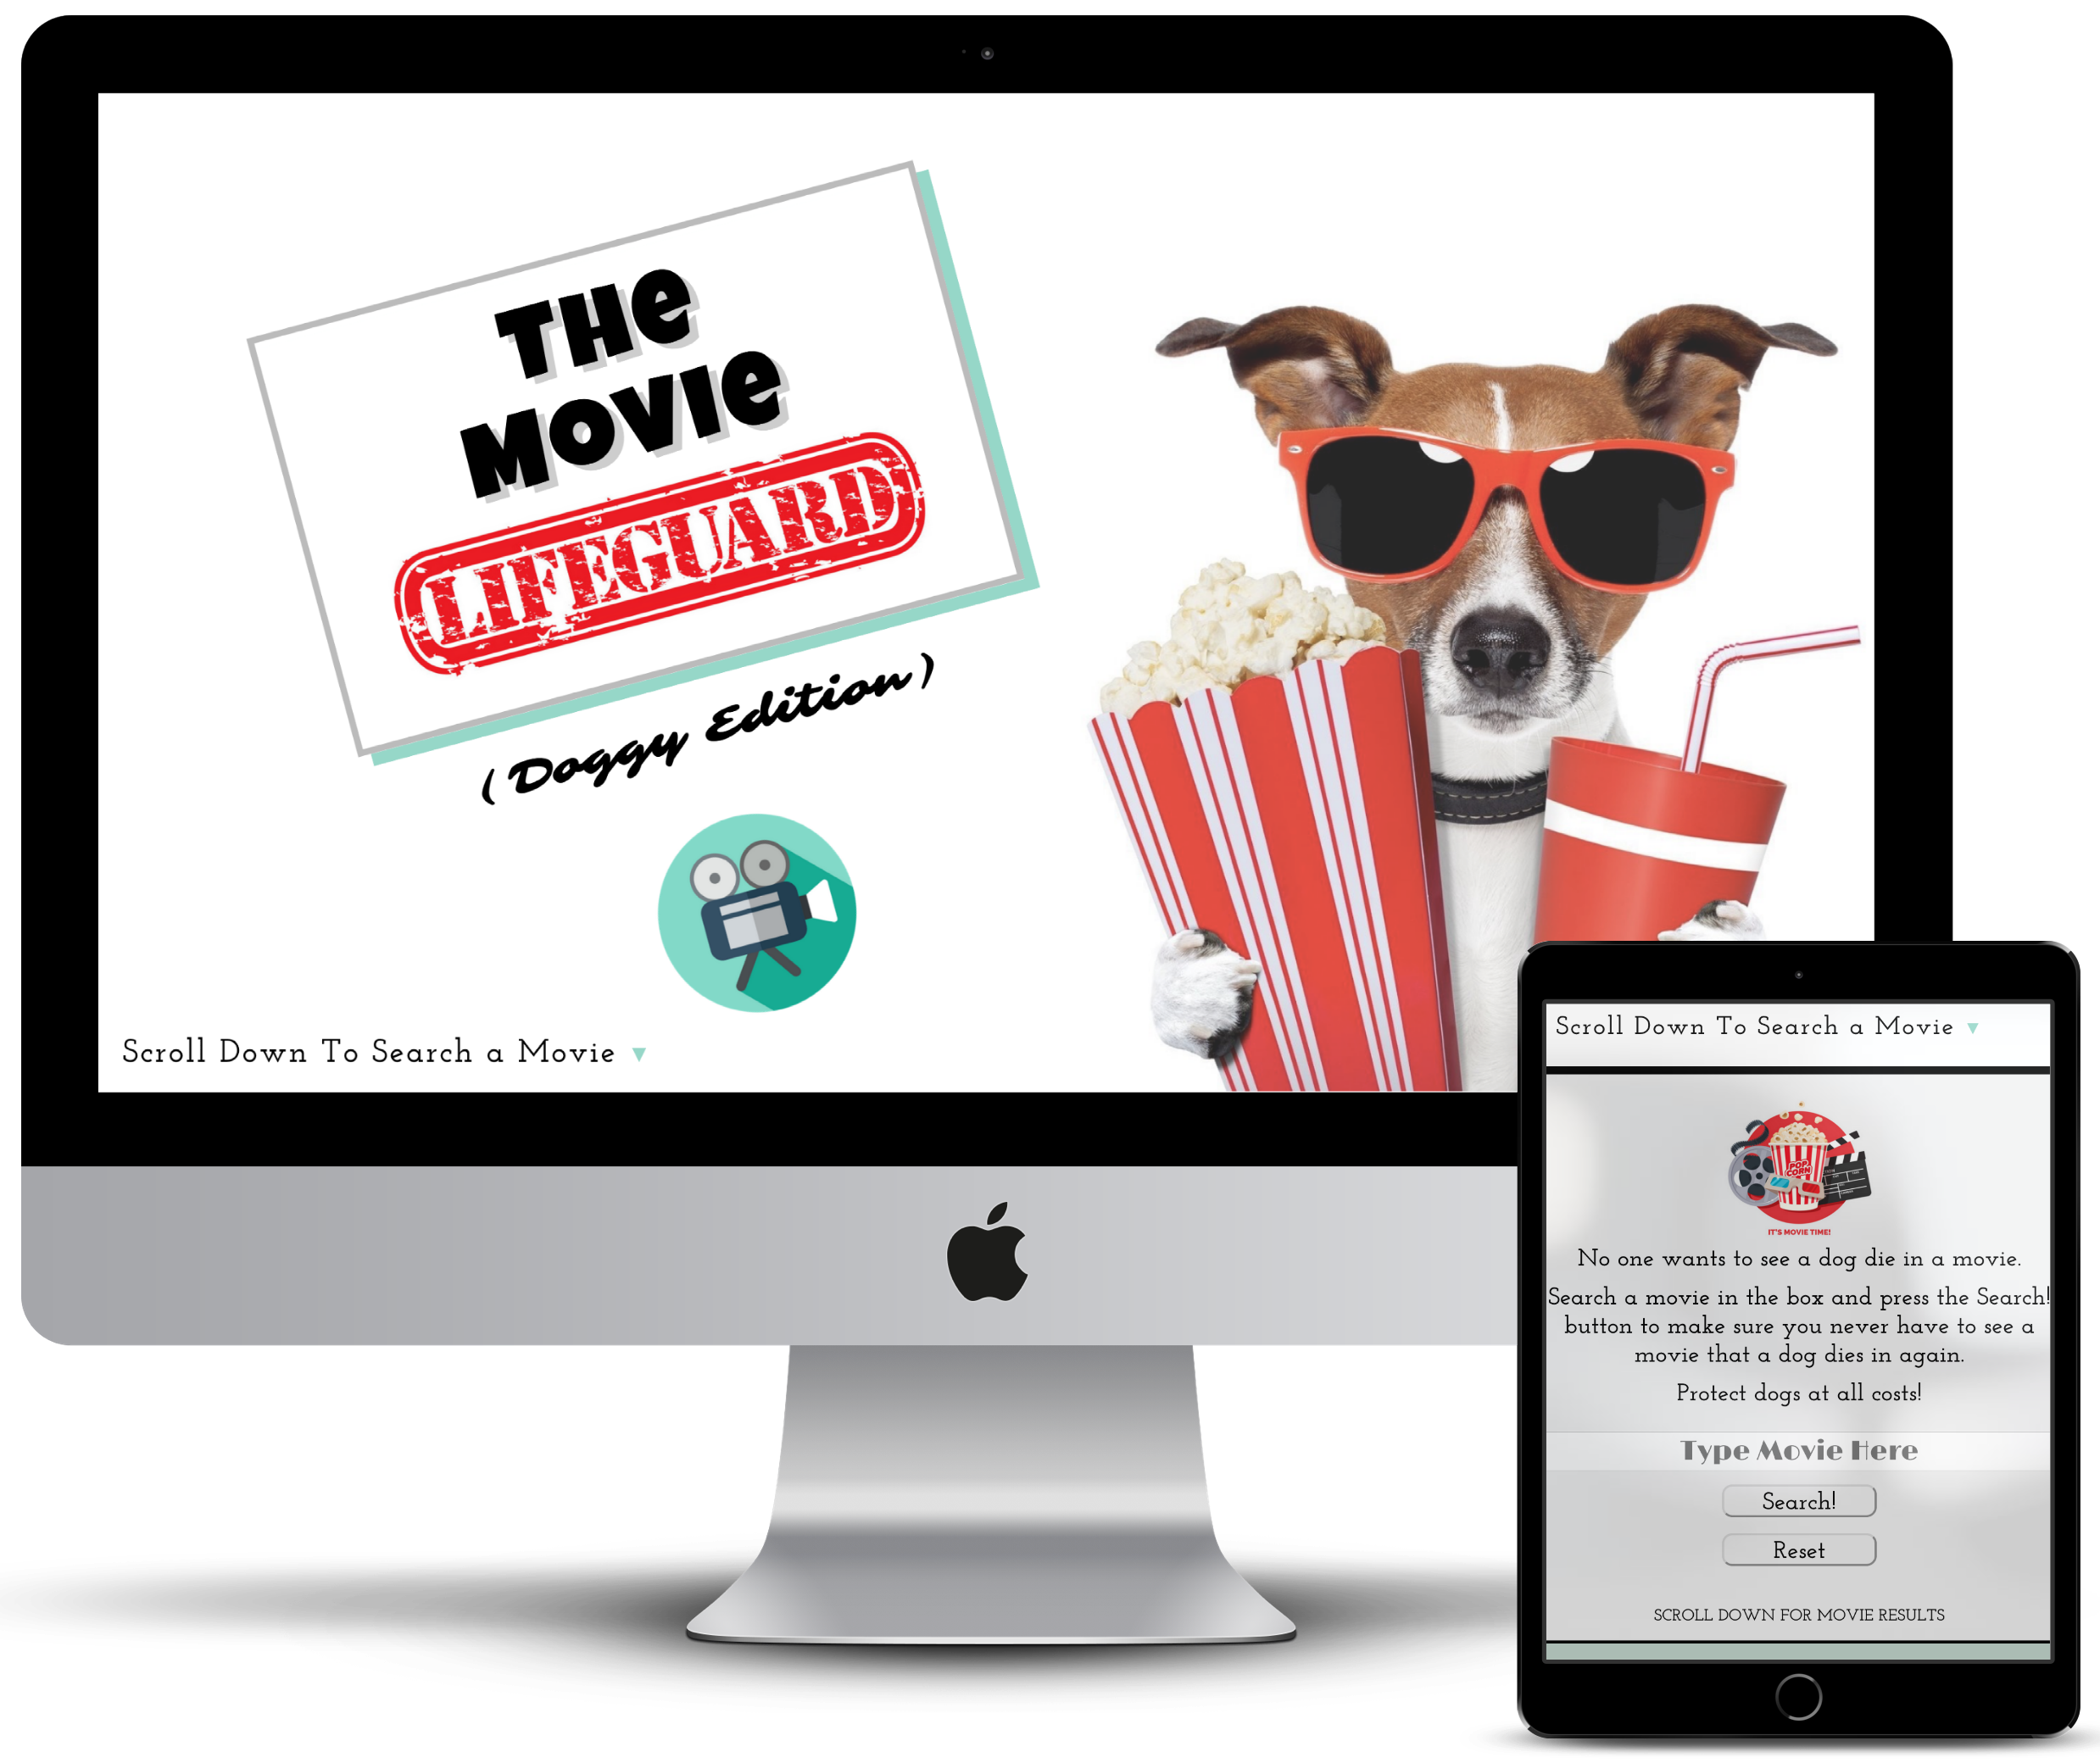 THE
MOVIE
LIFEGUARD
(Doggy Edition)
Scroll Down To Search a Movie ▼
Scroll Down To Search a Movie ▼
POP
CORN
IT'S MOVIE TIME!
No one wants to see a dog die in a movie.
Search a movie in the box and press the Search!
button to make sure you never have to see a
movie that a dog dies in again.
Protect dogs at all costs!
Type Movie Here
Search!
Reset
SCROLL DOWN FOR MOVIE RESULTS